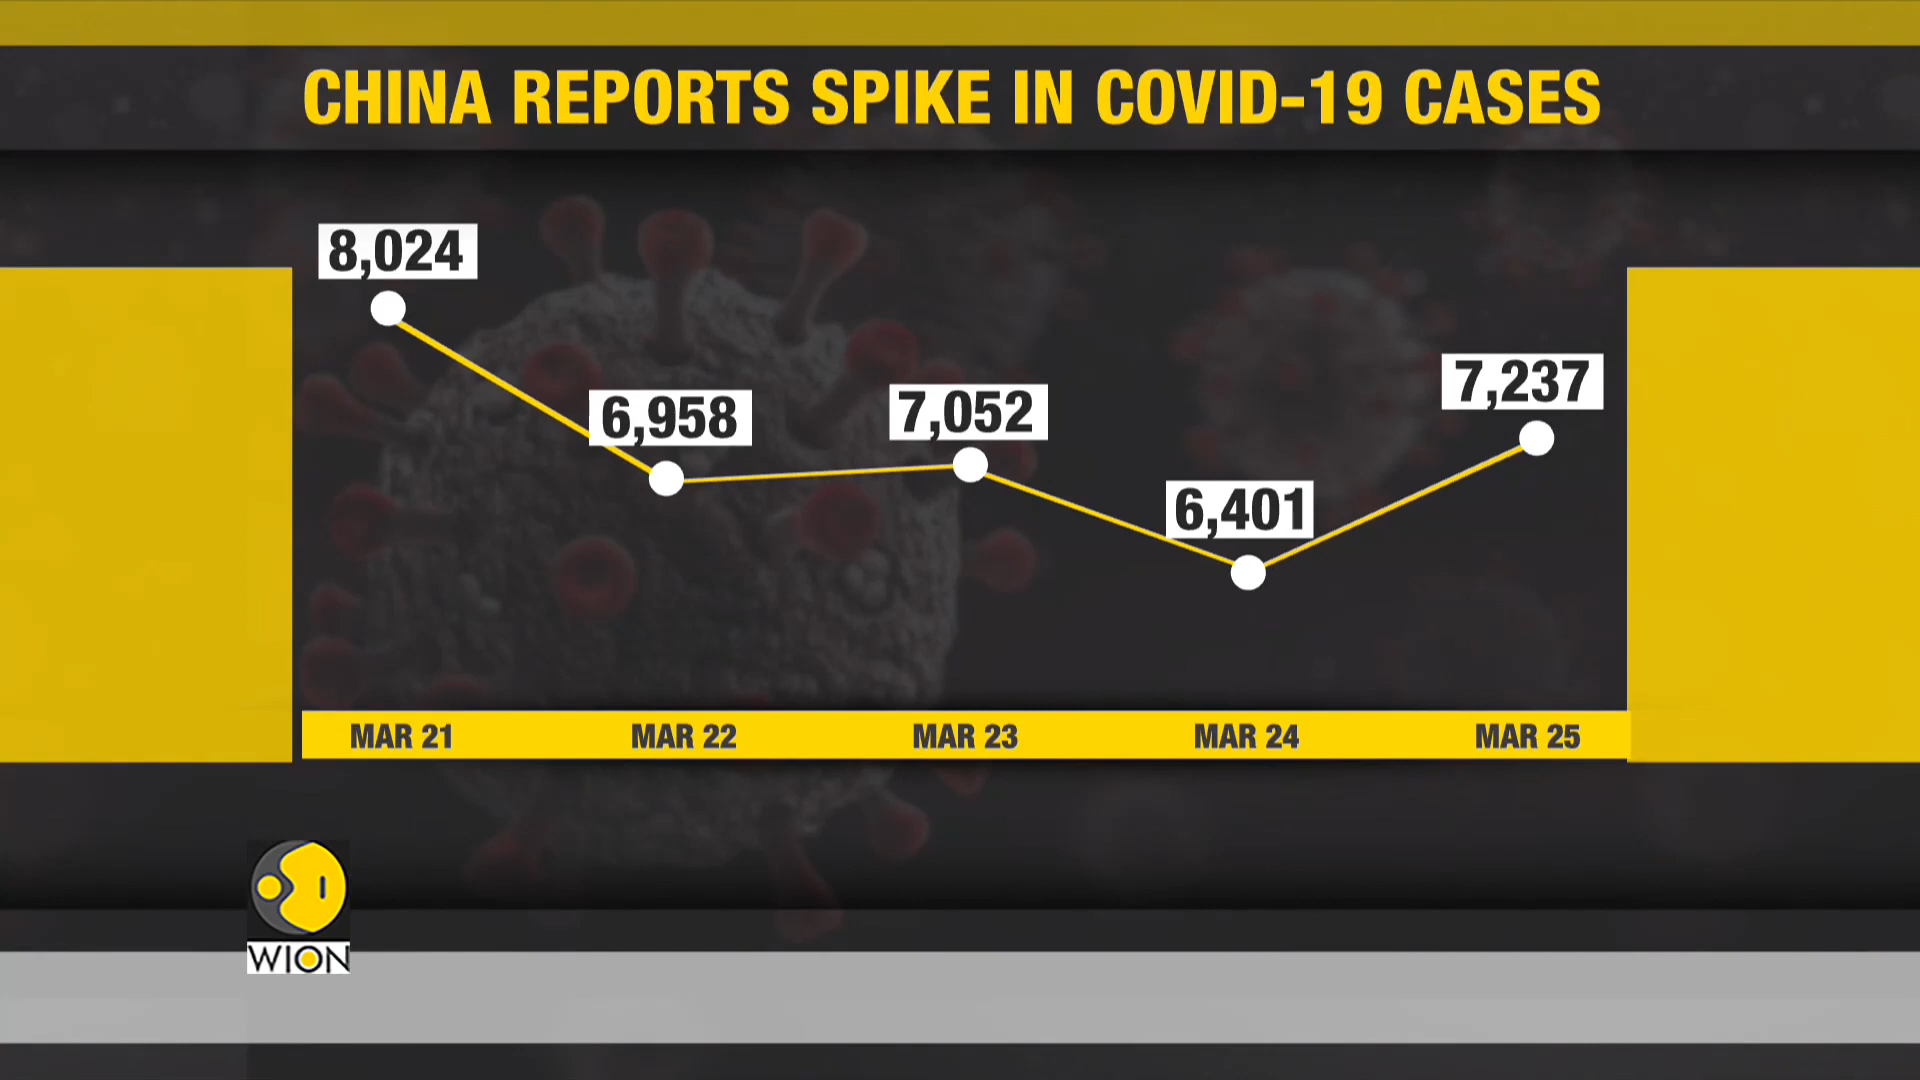 CHINA REPORTS SPIKE IN COVID-19 CASES
8,024
6,958
7,052
6,401
7,237
MAR 21 MAR 22 MAR 23 MAR 24 MAR 25
WION